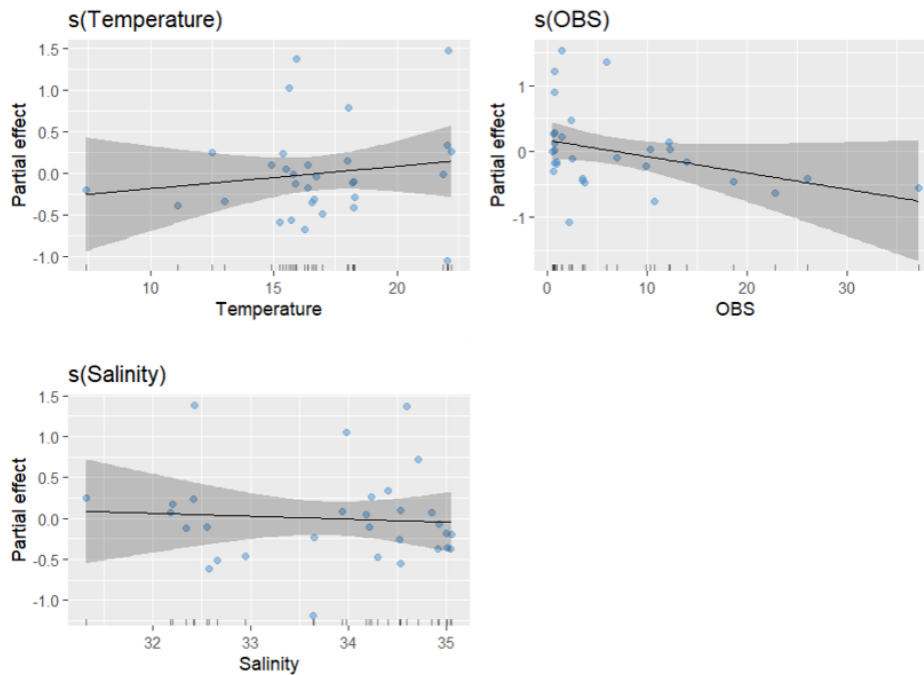 s(Temperature)
1.5
1.0
0.5
0.0
-0.5
-1.0
Partial effect
10
15
20
Temperature
s(OBS)
1
0
-1
Partial effect
0
10
20
30
OBS
s(Salinity)
1.5
1.0
0.5
0.0
-0.5
-1.0
Partial effect
32
33
34
35
Salinity